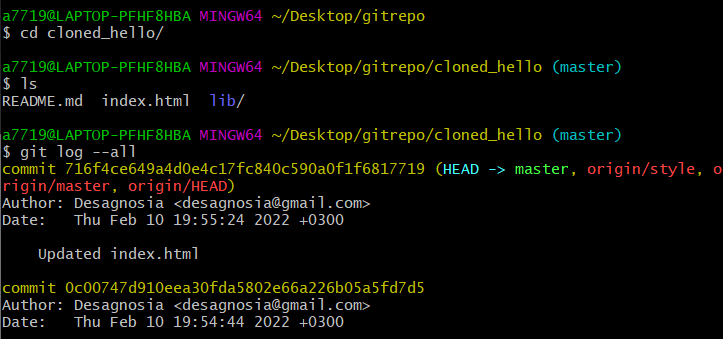 a7719@LAPTOP-PFHF8HBA MINGW64 ~/Desktop/gitrepo
$ cd cloned_hello/
a7719@LAPTOP-PFHF8HBA MINGW64 ~/Desktop/gitrepo/cloned_hello (master)
$ ls
README.md  index.html  lib/
a7719@LAPTOP-PFHF8HBA MINGW64 ~/Desktop/gitrepo/cloned_hello (master)
$ git log --all
commit 716f4ce649a4d0e4c17fc840c590a0f1f6817719 (HEAD -> master, origin/style, o
rigin/master, origin/HEAD)
Author: Desagnosia <desagnosia@gmail.com>
Date:   Thu Feb 10 19:55:24 2022 +0300
    Updated index.html
commit 0c00747d910eea30fda5802e66a226b05a5fd7d5
Author: Desagnosia <desagnosia@gmail.com>
Date:   Thu Feb 10 19:54:44 2022 +0300